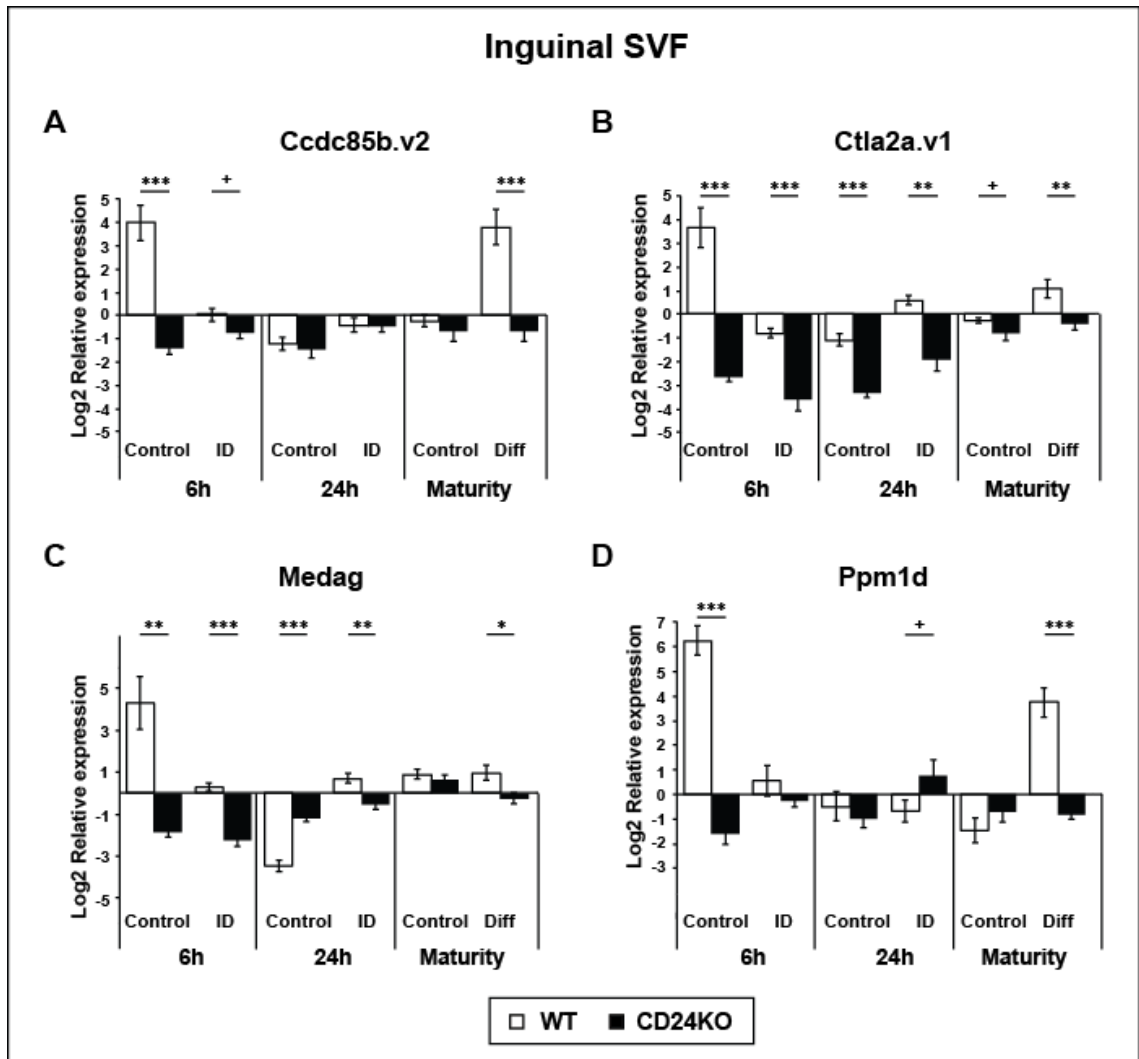 Inguinal SVF
A
Ccdc85b.v2
*** + ***
Log2 Relative expression
5
4
3
2
1
0
-1
-2
-3
-4
-5
Control ID Control ID Control Diff
6h 24h Maturity
B
Ctla2a.v1
*** *** *** ** + **
Log2 Relative expression
5
4
3
2
1
0
-1
-2
-3
-4
-5
Control ID Control ID Control Diff
6h 24h Maturity
C
Medag
** *** *** ** *
Log2 Relative expression
5
3
1
-1
-3
-5
Control ID Control ID Control Diff
6h 24h Maturity
D
Ppm1d
*** + ***
Log2 Relative expression
7
6
5
4
3
2
1
0
-1
-2
-3
Control ID Control ID Control Diff
6h 24h Maturity
WT CD24KO